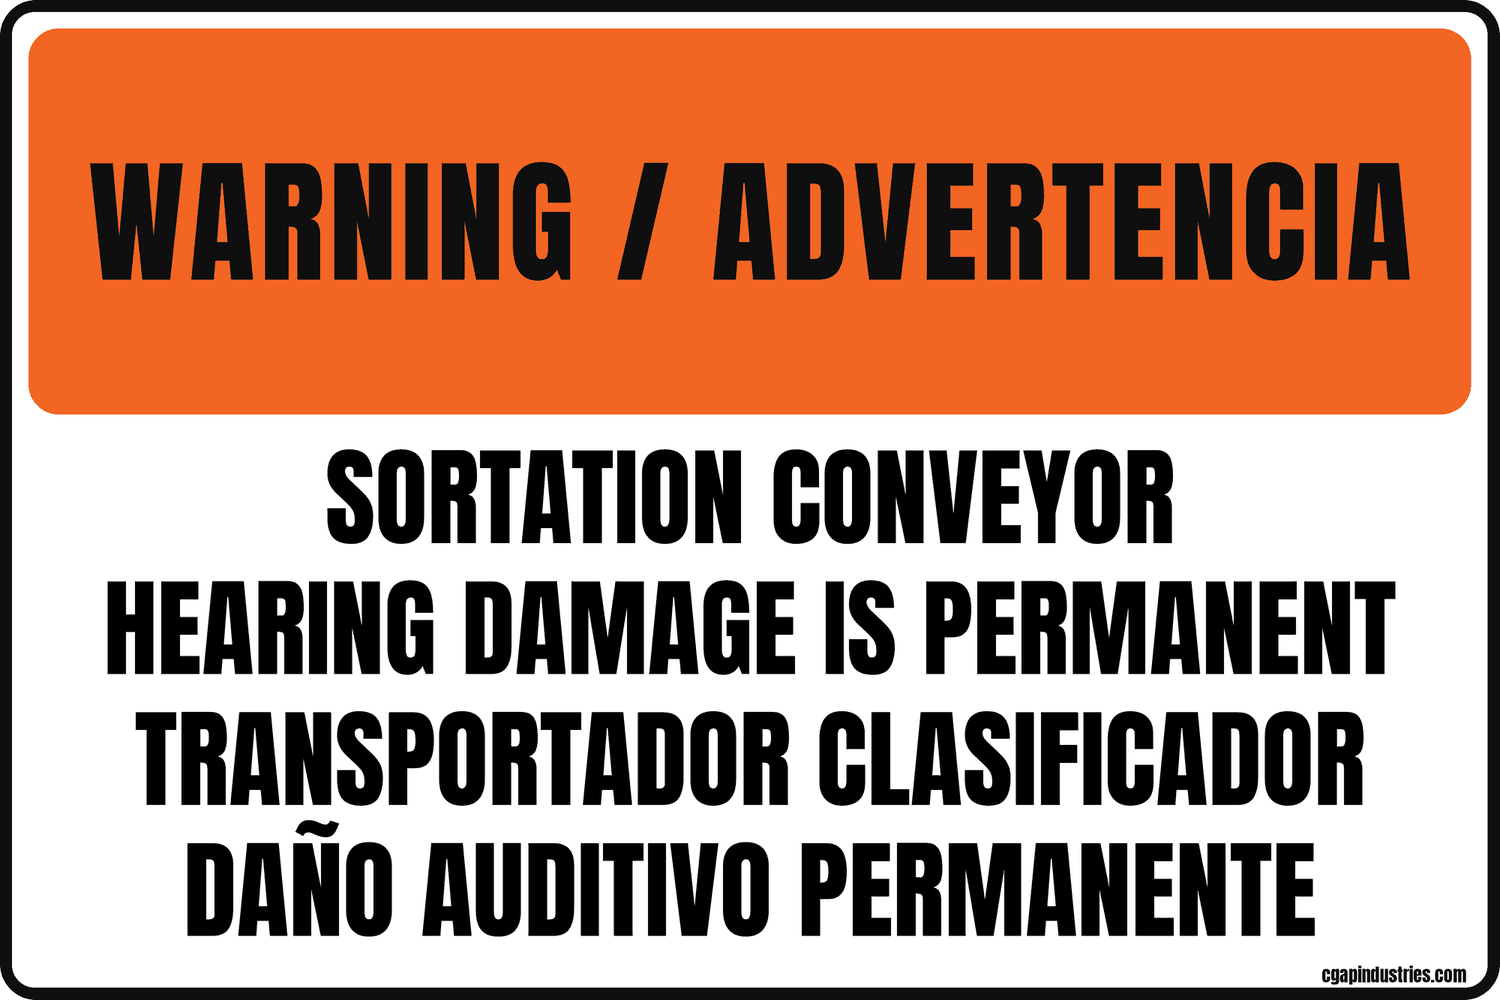 WARNING / ADVERTENCIA
SORTATION CONVEYOR
HEARING DAMAGE IS PERMANENT
TRANSPORTADOR CLASIFICADOR
DAÑO AUDITIVO PERMANENTE
cgapindustries.com